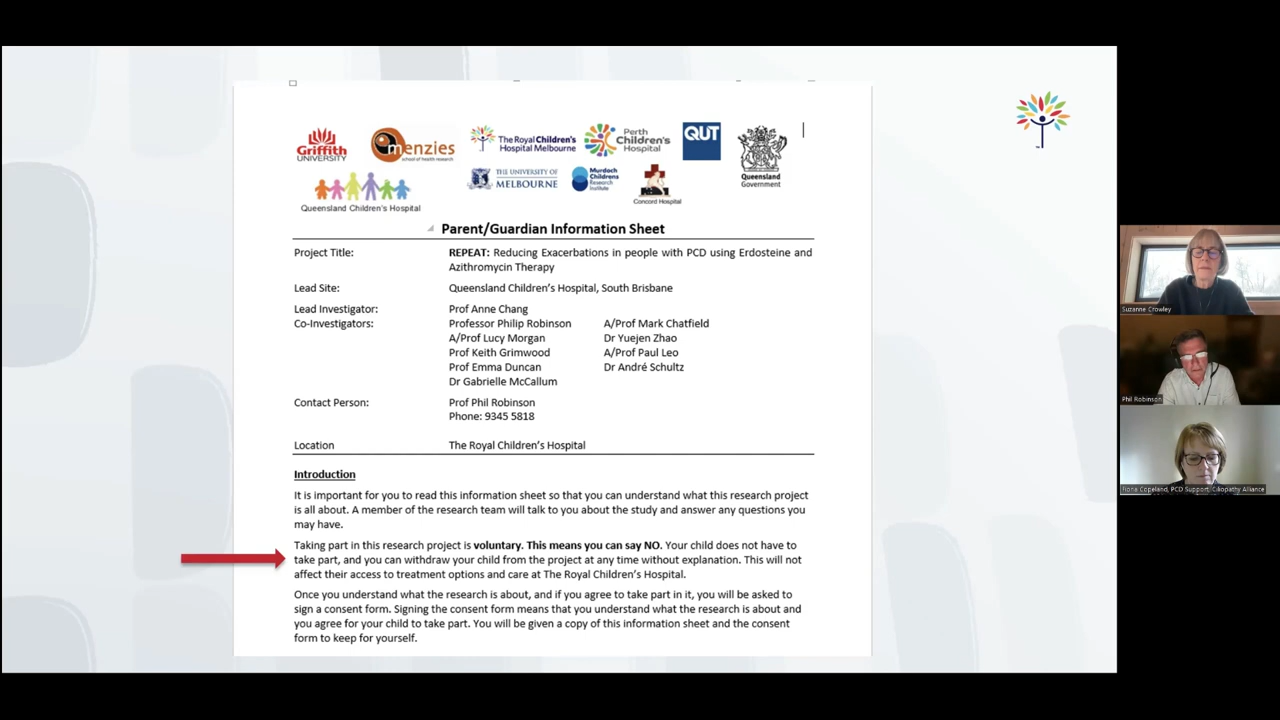 Griffith
UNIVERSITY
menzies
school of health research
The Royal Children's
Hospital Melbourne
Perth
Children's
Hospital
QUT
Queensland
Government
Queensland Children's Hospital
THE UNIVERSITY OF
MELBOURNE
Murdoch
Childrens
Research
Institute
Concord Hospital
Parent/Guardian Information Sheet
Project Title: REPEAT: Reducing Exacerbations in people with PCD using Erdosteine and
Azithromycin Therapy
Lead Site: Queensland Children's Hospital, South Brisbane
Lead Investigator: Prof Anne Chang
Co-Investigators: Professor Philip Robinson A/Prof Mark Chatfield
A/Prof Lucy Morgan Dr Yuejen Zhao
Prof Keith Grimwood A/Prof Paul Leo
Prof Emma Duncan Dr André Schultz
Dr Gabrielle McCallum
Contact Person: Prof Phil Robinson
Phone: 9345 5818
Location The Royal Children's Hospital
Introduction
It is important for you to read this information sheet so that you can understand what this research project
is all about. A member of the research team will talk to you about the study and answer any questions you
may have.
Taking part in this research project is voluntary. This means you can say NO. Your child does not have to
take part, and you can withdraw your child from the project at any time without explanation. This will not
affect their access to treatment options and care at The Royal Children's Hospital.
Once you understand what the research is about, and if you agree to take part in it, you will be asked to
sign a consent form. Signing the consent form means that you understand what the research is about and
you agree for your child to take part. You will be given a copy of this information sheet and the consent
form to keep for yourself.
Suzanne Crowley
Phil Robinson
Fiona Copeland, PCD Support, Ciliopathy Alliance